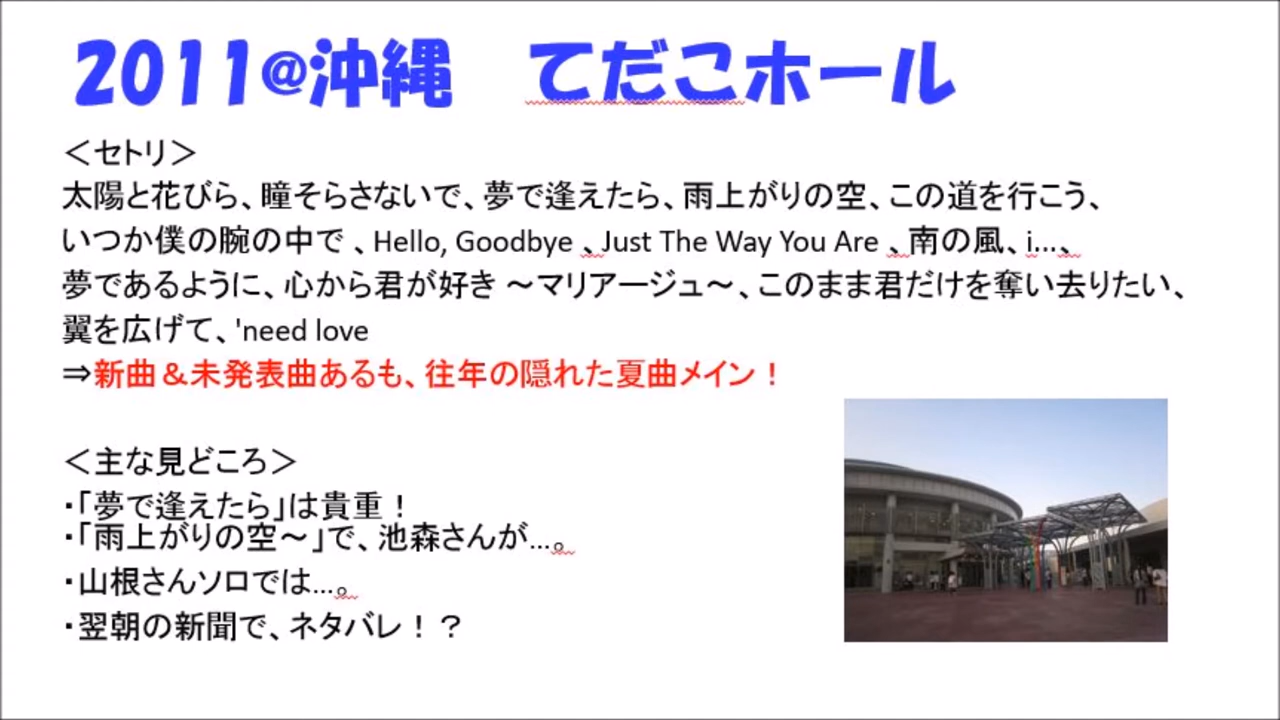 2011@沖縄　てだこホール
＜セトリ＞
太陽と花びら、瞳そらさないで、夢で逢えたら、雨上がりの空、この道を行こう、
いつか僕の腕の中で 、Hello, Goodbye 、Just The Way You Are 、南の風、i…、
夢であるように、心から君が好き ～マリアージュ～、このまま君だけを奪い去りたい、
翼を広げて、'need love
⇒新曲＆未発表曲あるも、往年の隠れた夏曲メイン！
＜主な見どころ＞
・「夢で逢えたら」は貴重！
・「雨上がりの空～」で、池森さんが…。
・山根さんソロでは…。
・翌朝の新聞で、ネタバレ！？